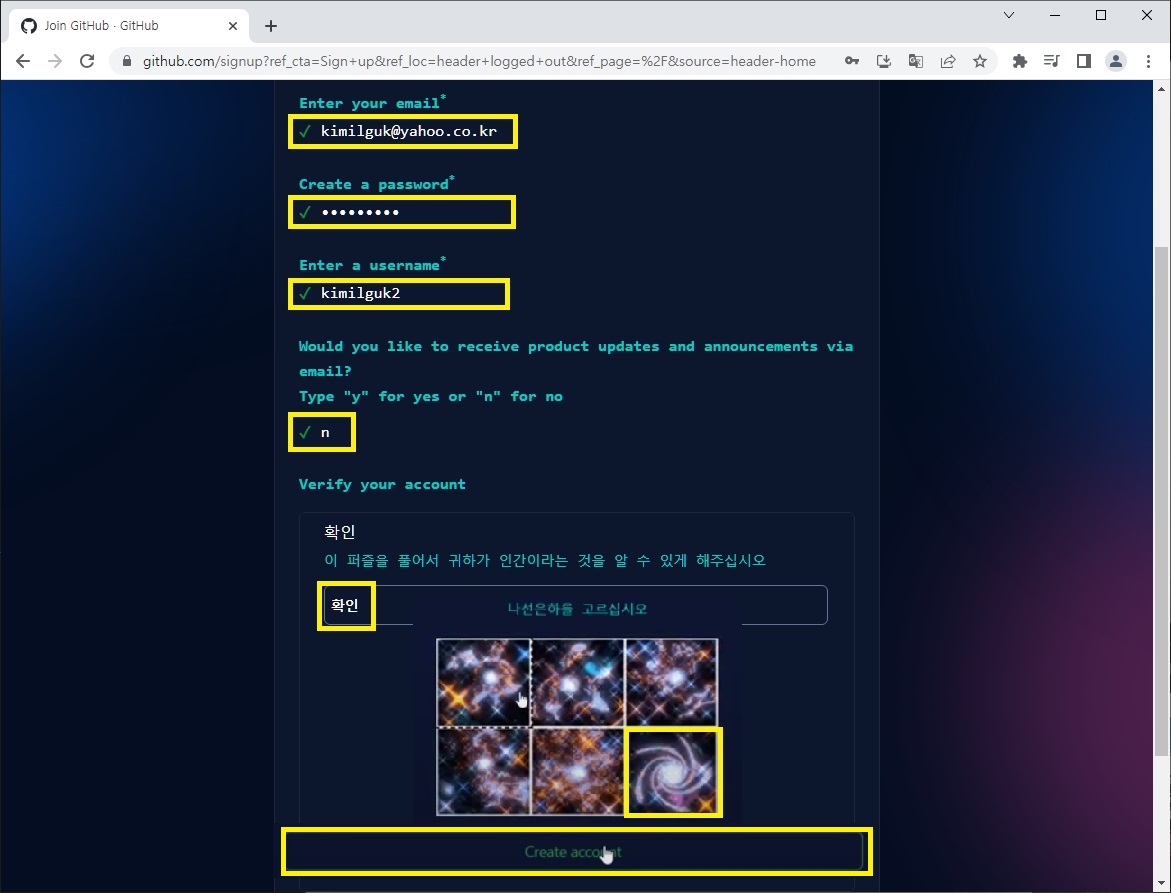 Join GitHub · GitHub
github.com/signup?ref_cta=Sign+up&ref_loc=header+logged+out&ref_page=%2F&source=header-home
Enter your email*
kimilguk@yahoo.co.kr
Create a password*
•••••••••
Enter a username*
kimilguk2
Would you like to receive product updates and announcements via
email?
Type "y" for yes or "n" for no
n
Verify your account
확인
이 퍼즐을 풀어서 귀하가 인간이라는 것을 알 수 있게 해주십시오
확인
나선은하를 고르십시오
Create account